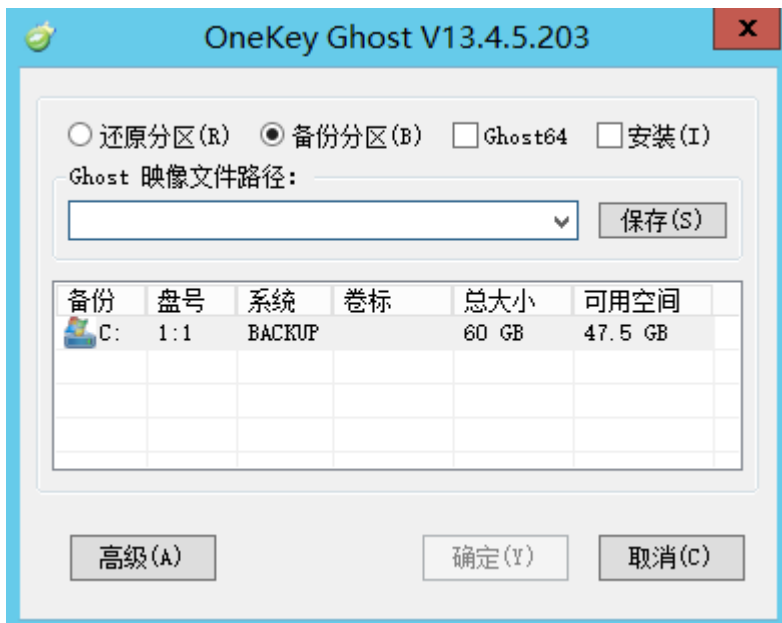 OneKey Ghost V13.4.5.203
x
还原分区(R) 备份分区(B) Ghost64 安装(I)
Ghost 映像文件路径:
保存(S)
备份 盘号 系统 卷标 总大小 可用空间
C: 1:1 BACKUP 60 GB 47.5 GB
高级(A) 确定(Y) 取消(C)